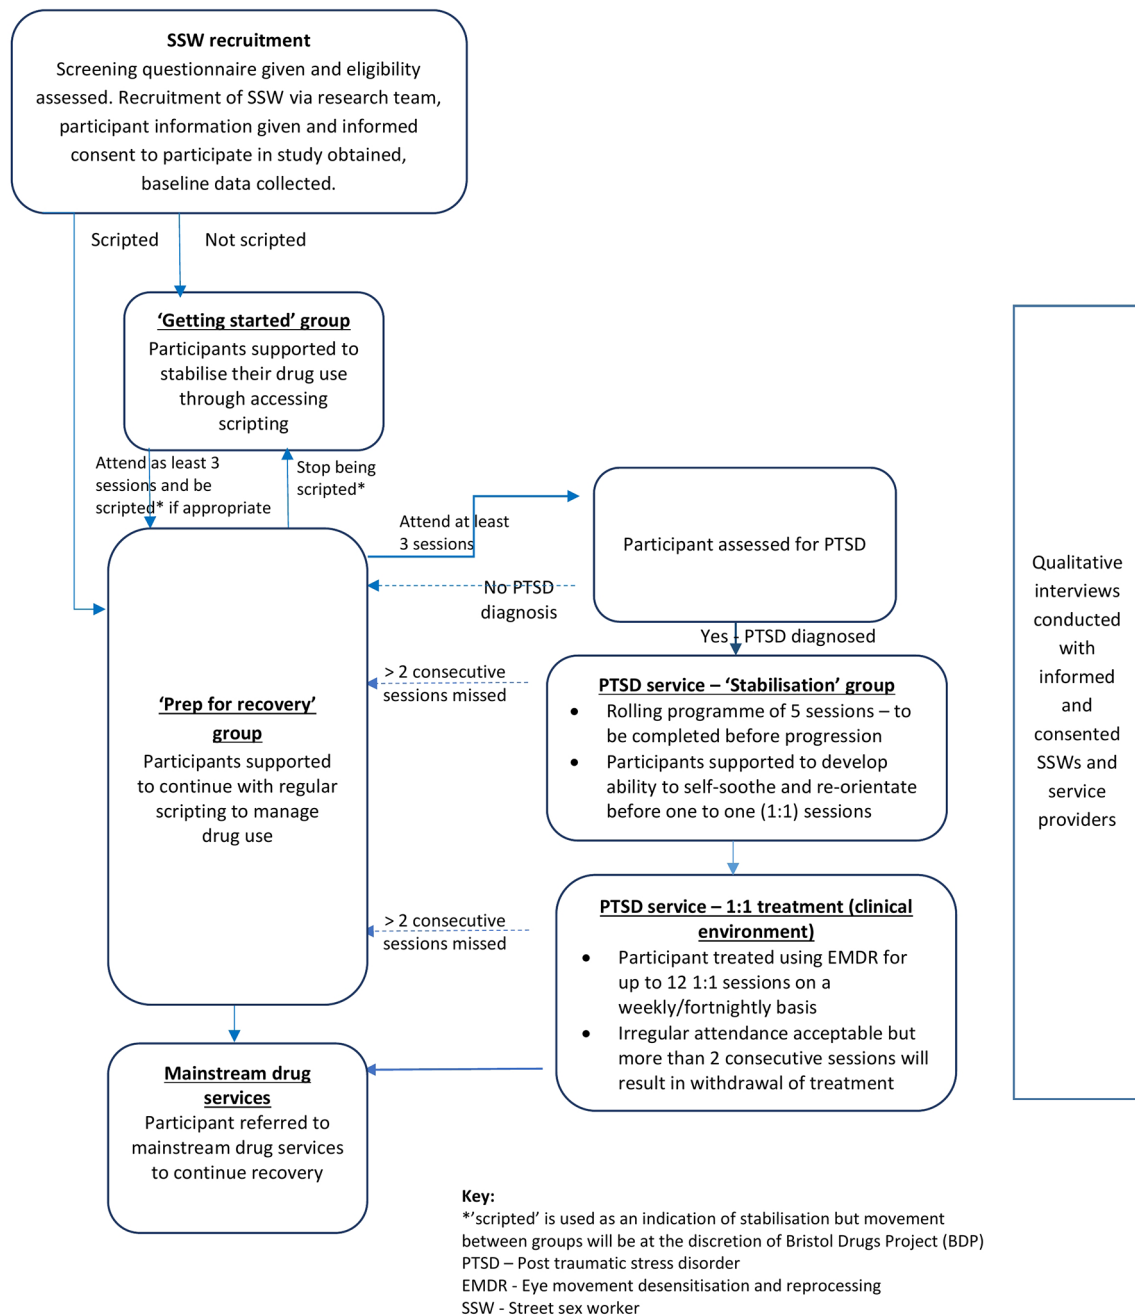 SSW recruitment
Screening questionnaire given and eligibility
assessed. Recruitment of SSW via research team,
participant information given and informed
consent to participate in study obtained,
baseline data collected.
Scripted
Not scripted
‘Getting started’ group
Participants supported to
stabilise their drug use
through accessing
scripting
Attend as least 3
sessions and be
scripted* if appropriate
Stop being
scripted*
Attend at least
3 sessions
Participant assessed for PTSD
No PTSD
diagnosis
Yes - PTSD diagnosed
> 2 consecutive
sessions missed
PTSD service – ‘Stabilisation’ group
• Rolling programme of 5 sessions – to
be completed before progression
• Participants supported to develop
ability to self-soothe and re-orientate
before one to one (1:1) sessions
‘Prep for recovery’
group
Participants supported
to continue with regular
scripting to manage
drug use
> 2 consecutive
sessions missed
PTSD service – 1:1 treatment (clinical
environment)
• Participant treated using EMDR for
up to 12 1:1 sessions on a
weekly/fortnightly basis
• Irregular attendance acceptable but
more than 2 consecutive sessions will
result in withdrawal of treatment
Mainstream drug
services
Participant referred to
mainstream drug services
to continue recovery
Qualitative
interviews
conducted
with
informed
and
consented
SSWs and
service
providers
Key:
*’scripted’ is used as an indication of stabilisation but movement
between groups will be at the discretion of Bristol Drugs Project (BDP)
PTSD – Post traumatic stress disorder
EMDR - Eye movement desensitisation and reprocessing
SSW - Street sex worker